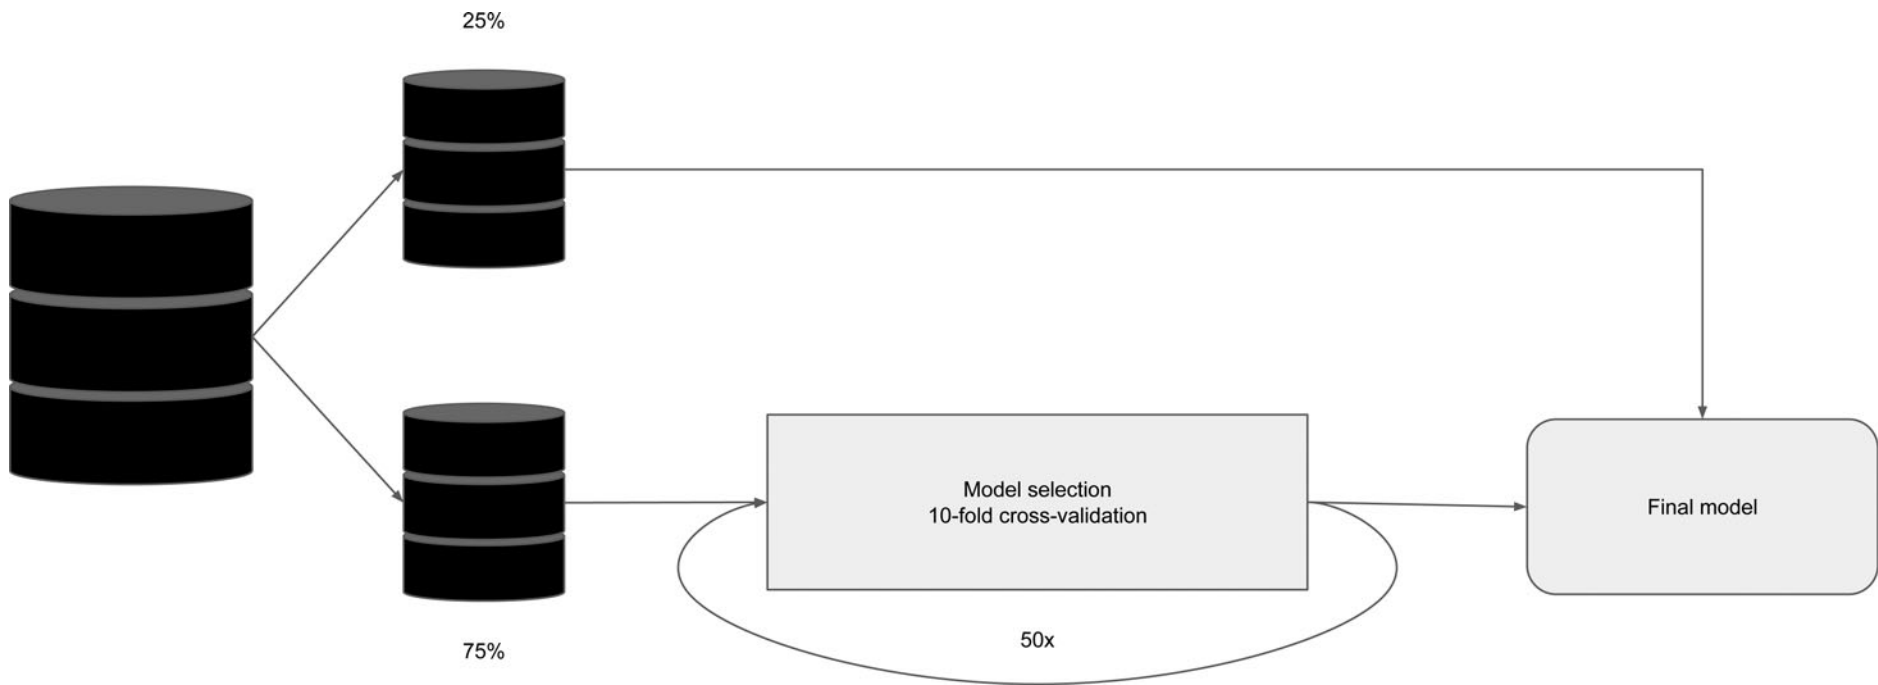 25%
75%
Model selection
10-fold cross-validation
50x
Final model